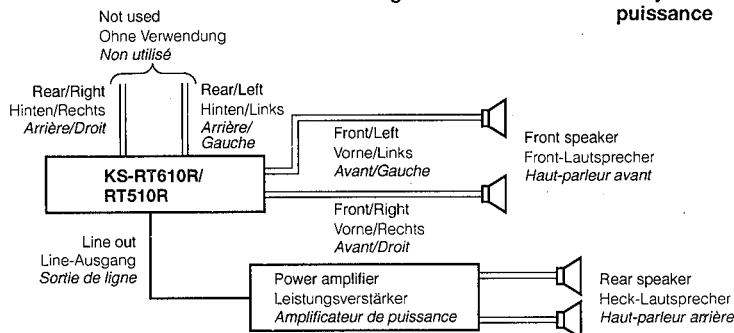 puissance
Not used
Ohne Verwendung
Non utilisé
Rear/Right
Hinten/Rechts
Arrière/Droit
Rear/Left
Hinten/Links
Arrière/
Gauche
Front/Left
Vorne/Links
Avant/Gauche
Front speaker
Front-Lautsprecher
Haut-parleur avant
KS-RT610R/
RT510R
Front/Right
Vorne/Rechts
Avant/Droit
Line out
Line-Ausgang
Sortie de ligne
Power amplifier
Leistungsverstärker
Amplificateur de puissance
Rear speaker
Heck-Lautsprecher
Haut-parleur arrière